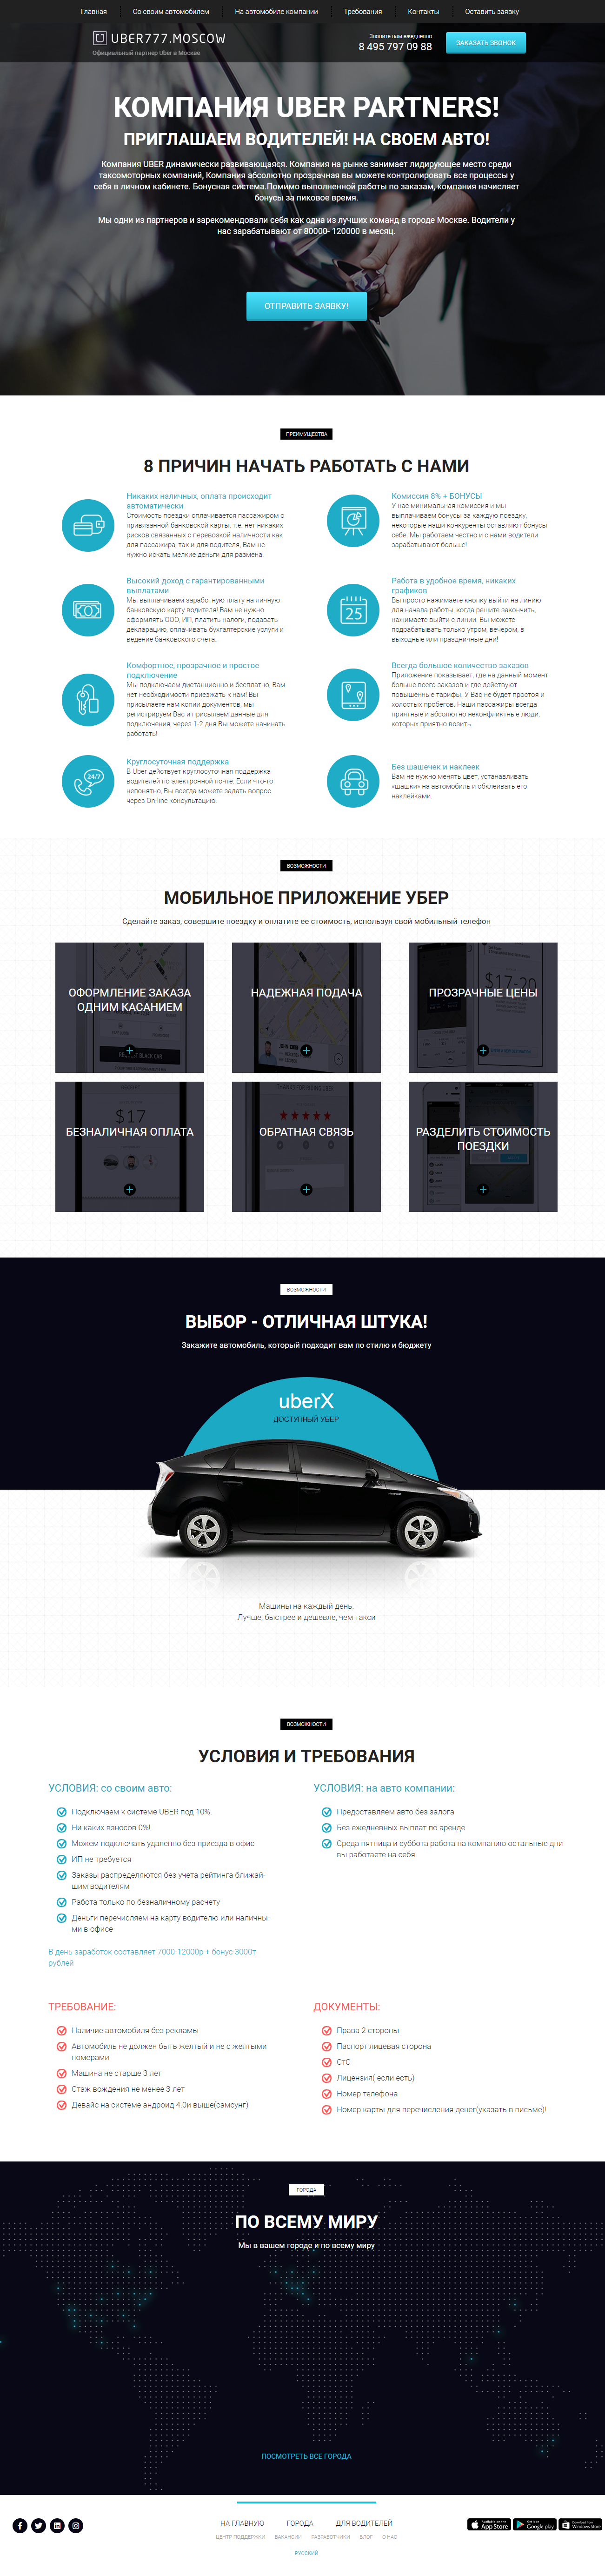 Главная
Со своим автомобилем
На автомобиле компании
Требования
Контакты
Оставить заявку
UBER777.MOSCOW
Официальный партнер Uber в Москве
Звоните нам ежедневно
8 495 797 09 88
ЗАКАЗАТЬ ЗВОНОК
КОМПАНИЯ UBER PARTNERS!
ПРИГЛАШАЕМ ВОДИТЕЛЕЙ! НА СВОЕМ АВТО!
Компания UBER динамически развивающаяся. Компания на рынке занимает лидирующее место среди
таксомоторных компаний, Компания абсолютно прозрачная вы можете контролировать все процессы у
себя в личном кабинете. Бонусная система.Помимо выполненной работы по заказам, компания начисляет
бонусы за пиковое время.
Мы одни из партнеров и зарекомендовали себя как одна из лучших команд в городе Москве. Водители у
нас зарабатывают от 80000- 120000 в месяц.
ОТПРАВИТЬ ЗАЯВКУ!
ПРЕИМУЩЕСТВА
8 ПРИЧИН НАЧАТЬ РАБОТАТЬ С НАМИ
Никаких наличных, оплата происходит
автоматически
Стоимость поездки оплачивается пассажиром с
привязанной банковской карты, т.е. нет никаких
рисков связанных с перевозкой наличности как
для пассажира, так и для водителя, Вам не
нужно искать мелкие деньги для размена.
Комиссия 8% + БОНУСЫ
У нас минимальная комиссия и мы
выплачиваем бонусы за каждую поездку,
некоторые наши конкуренты оставляют бонусы
себе. Мы работаем честно и с нами водители
зарабатывают больше!
Высокий доход с гарантированными
выплатами
Мы выплачиваем заработную плату на личную
банковскую карту водителя! Вам не нужно
оформлять ООО, ИП, платить налоги, подавать
декларацию, оплачивать бухгалтерские услуги и
ведение банковского счета.
25
Работа в удобное время, никаких
графиков
Вы просто нажимаете кнопку выйти на линию
для начала работы, когда решите закончить,
нажимаете выйти с линии. Вы можете
подрабатывать только утром, вечером, в
выходные или праздничные дни!
Комфортное, прозрачное и простое
подключение
Мы подключаем дистанционно и бесплатно, Вам
нет необходимости приезжать к нам! Вы
присылаете нам копии документов, мы
регистрируем Вас и присылаем данные для
подключения, через 1-2 дня Вы можете начинать
работать!
Всегда большое количество заказов
Приложение показывает, где на данный момент
больше всего заказов и где действуют
повышенные тарифы. У Вас не будет простоя и
холостых пробегов. Наши пассажиры всегда
приятные и абсолютно неконфликтные люди,
которых приятно возить.
24/7
Круглосуточная поддержка
В Uber действует круглосуточная поддержка
водителей по электронной почте. Если что-то
непонятно, Вы всегда можете задать вопрос
через On-line консультацию.
Без шашечек и наклеек
Вам не нужно менять цвет, устанавливать
«шашки» на автомобиль и обклеивать его
наклейками.
ВОЗМОЖНОСТИ
МОБИЛЬНОЕ ПРИЛОЖЕНИЕ УБЕР
Сделайте заказ, совершите поездку и оплатите ее стоимость, используя свой мобильный телефон
ОФОРМЛЕНИЕ ЗАКАЗА
ОДНИМ КАСАНИЕМ
НАДЕЖНАЯ ПОДАЧА
$17-20
ПРОЗРАЧНЫЕ ЦЕНЫ
$17
БЕЗНАЛИЧНАЯ ОПЛАТА
ОБРАТНАЯ СВЯЗЬ
РАЗДЕЛИТЬ СТОИМОСТЬ
ПОЕЗДКИ
ВОЗМОЖНОСТИ
ВЫБОР - ОТЛИЧНАЯ ШТУКА!
Закажите автомобиль, который подходит вам по стилю и бюджету
uberX
ДОСТУПНЫЙ УБЕР
Машины на каждый день.
Лучше, быстрее и дешевле, чем такси
ВОЗМОЖНОСТИ
УСЛОВИЯ И ТРЕБОВАНИЯ
УСЛОВИЯ: со своим авто:
Подключаем к системе UBER под 10%.
Ни каких взносов 0%!
Можем подключать удаленно без приезда в офис
ИП не требуется
Заказы распределяются без учета рейтинга ближай-
шим водителям
Работа только по безналичному расчету
Деньги перечисляем на карту водителю или наличны-
ми в офисе
В день заработок составляет 7000-12000р + бонус 3000т
рублей
УСЛОВИЯ: на авто компании:
Предоставляем авто без залога
Без ежедневных выплат по аренде
Среда пятница и суббота работа на компанию остальные дни
вы работаете на себя
ТРЕБОВАНИЕ:
Наличие автомобиля без рекламы
Автомобиль не должен быть желтый и не с желтыми
номерами
Машина не старше 3 лет
Стаж вождения не менее 3 лет
Девайс на системе андроид 4.0и выше(самсунг)
ДОКУМЕНТЫ:
Права 2 стороны
Паспорт лицевая сторона
СтС
Лицензия( если есть)
Номер телефона
Номер карты для перечисления денег(указать в письме)!
ГОРОДА
ПО ВСЕМУ МИРУ
Мы в вашем городе и по всему миру
ПОСМОТРЕТЬ ВСЕ ГОРОДА
НА ГЛАВНУЮ
ГОРОДА
ДЛЯ ВОДИТЕЛЕЙ
ЦЕНТР ПОДДЕРЖКИ
ВАКАНСИИ
РАЗРАБОТЧИКИ
БЛОГ
О НАС
РУССКИЙ
App Store
Google play
Windows Store